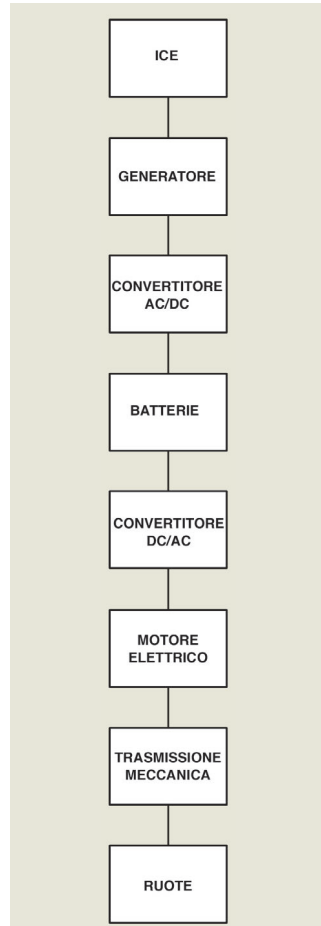 ICE
GENERATORE
CONVERTITORE
AC/DC
BATTERIE
CONVERTITORE
DC/AC
MOTORE
ELETTRICO
TRASMISSIONE
MECCANICA
RUOTE